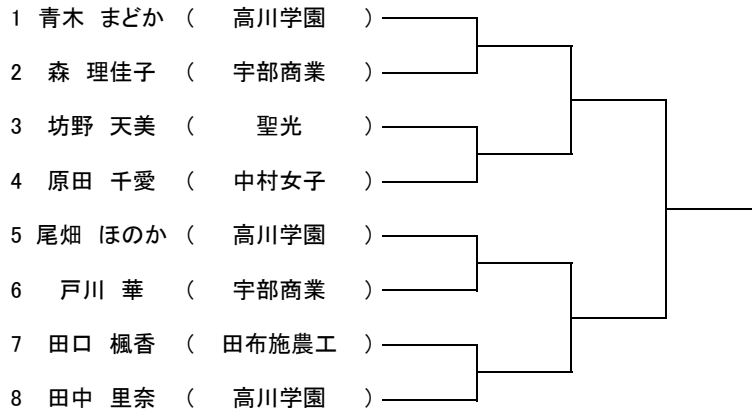 1 青木 まどか ( 高川学園 )
2 森 理佳子 ( 宇部商業 )
3 坊野 天美 ( 聖光 )
4 原田 千愛 ( 中村女子 )
5 尾畑 ほのか ( 高川学園 )
6 戸川 華 ( 宇部商業 )
7 田口 楓香 ( 田布施農工 )
8 田中 里奈 ( 高川学園 )